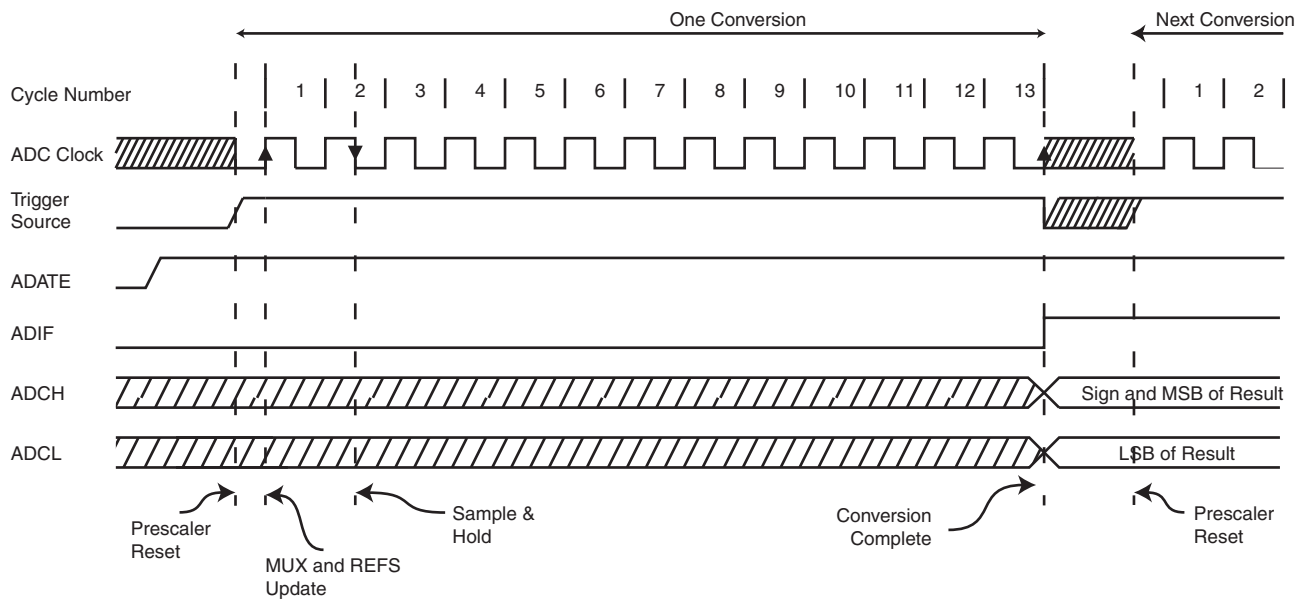 One Conversion
Next Conversion
Cycle Number
1 2 3 4 5 6 7 8 9 10 11 12 13 1 2
ADC Clock
Trigger
Source
ADATE
ADIF
ADCH
Sign and MSB of Result
ADCL
LSB of Result
Prescaler
Reset
MUX and REFS
Update
Sample &
Hold
Conversion
Complete
Prescaler
Reset